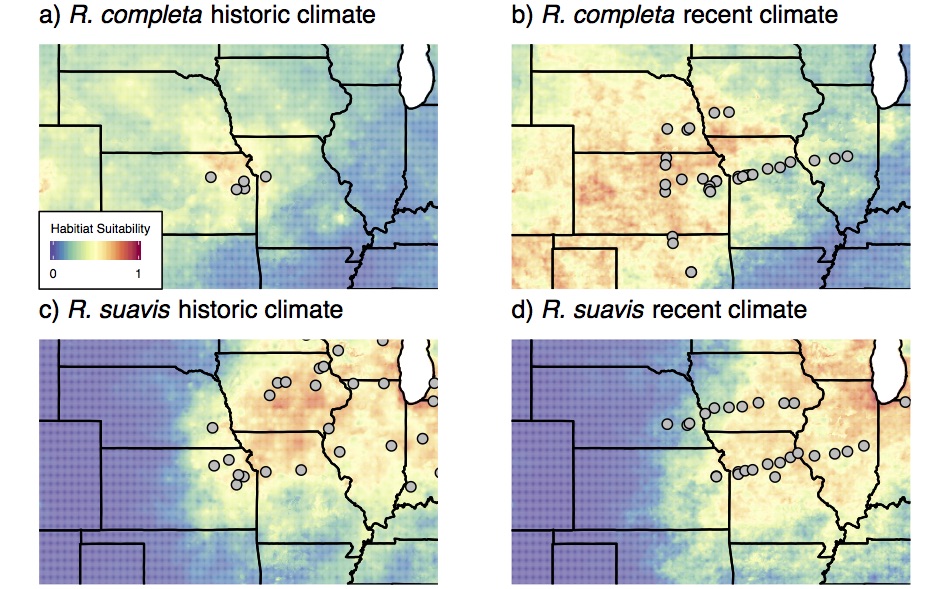 a) R. completa historic climate
b) R. completa recent climate
Habitiat Suitability
0 1
c) R. suavis historic climate
d) R. suavis recent climate